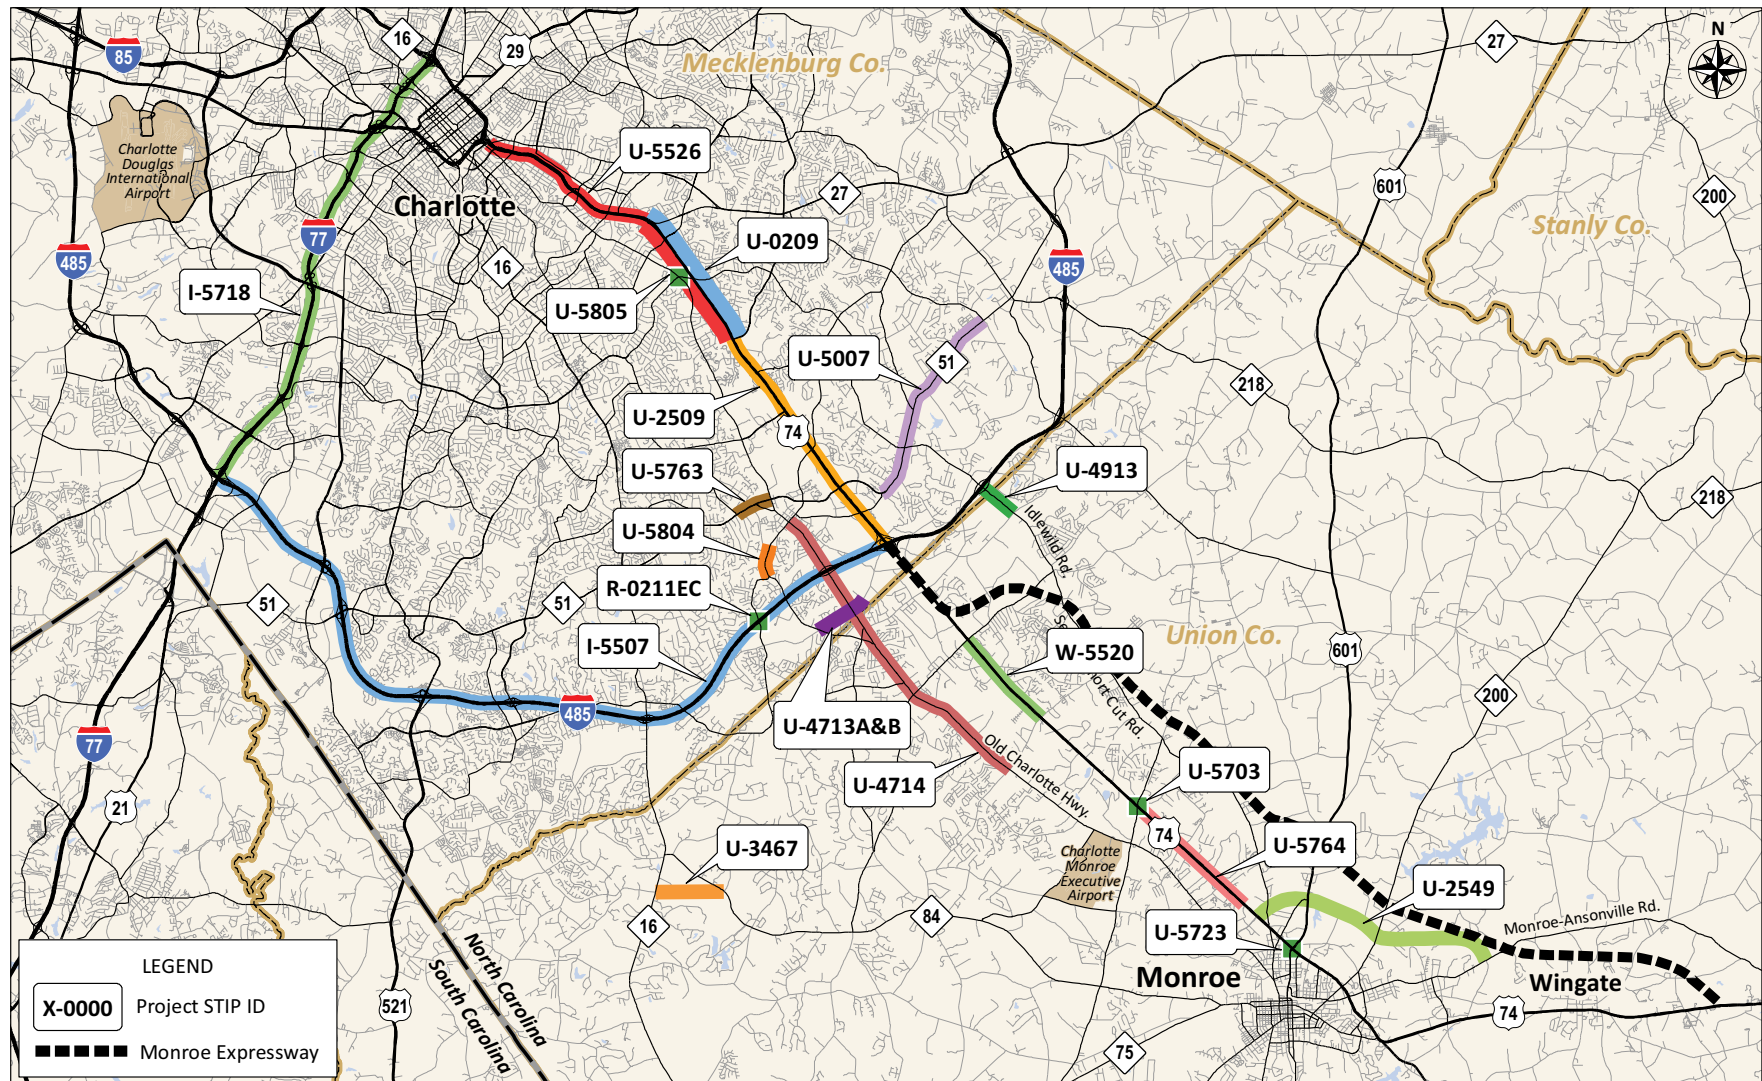 16
29
85
Mecklenburg Co.
27
N
Charlotte
Douglas
International
Airport
U-5526
27
601
200
Charlotte
Stanly Co.
77
U-0209
485
16
485
I-5718
U-5805
U-5007
51
218
U-2509
74
U-5763
U-4913
218
U-5804
Idlewild Rd.
R-0211EC
51
51
Union Co.
I-5507
W-5520
601
200
485
U-4713A&B
77
Old Charlotte Hwy.
U-5703
U-4714
21
74
U-3467
Charlotte
Monroe
Executive
Airport
U-5764
U-2549
84
16
U-5723
Monroe-Ansonville Rd.
Monroe
Wingate
North Carolina
South Carolina
521
74
75
LEGEND
X-0000 Project STIP ID
Monroe Expressway